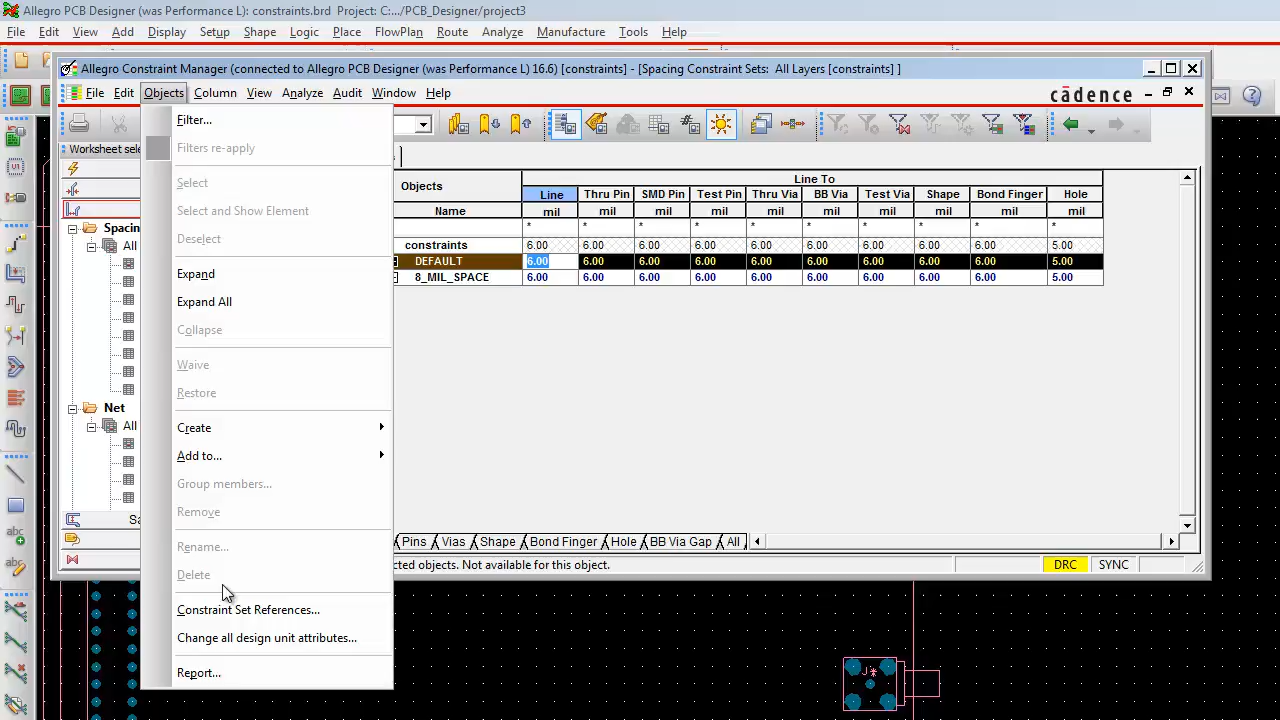 Allegro PCB Designer (was Performance L): constraints.brd Project: C:.../PCB_Designer/project3
File Edit View Add Display Setup Shape Logic Place FlowPlan Route Analyze Manufacture Tools Help
Allegro Constraint Manager (connected to Allegro PCB Designer (was Performance L) 16.6) [constraints] - [Spacing Constraint Sets: All Layers [constraints] ]
File Edit Objects Column View Analyze Audit Window Help
cādence
Worksheet sele
Filter...
Filters re-apply
Select
Select and Show Element
Deselect
Expand
Expand All
Collapse
Waive
Restore
Create
Add to...
Group members...
Remove
Rename...
Delete
Constraint Set References...
Change all design unit attributes...
Report...
Spacin
All
Net
All
Sa
Objects Line To
Line Thru Pin SMD Pin Test Pin Thru Via BB Via Test Via Shape Bond Finger Hole
Name mil mil mil mil mil mil mil mil mil mil
* * * * * * * * * *
constraints 6.00 6.00 6.00 6.00 6.00 6.00 6.00 6.00 6.00 5.00
DEFAULT 6.00 6.00 6.00 6.00 6.00 6.00 6.00 6.00 6.00 5.00
8_MIL_SPACE 6.00 6.00 6.00 6.00 6.00 6.00 6.00 6.00 6.00 5.00
Pins Vias Shape Bond Finger Hole BB Via Gap All
cted objects. Not available for this object. DRC SYNC
J*